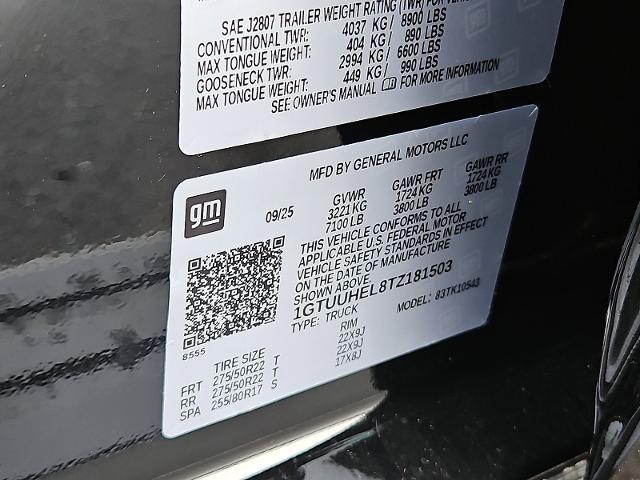 SAE J2807 TRAILER WEIGHT RATING (TWR) FOR
CONVENTIONAL TWR: 4037 KG/ 8900 LBS
MAX TONGUE WEIGHT: 404 KG/ 890 LBS
GOOSENECK TWR: 2994 KG/ 6600 LBS
MAX TONGUE WEIGHT: 449 KG/ 990 LBS
SEE OWNER'S MANUAL FOR MORE INFORMATION
MFD BY GENERAL MOTORS LLC
gm
09/25
GVWR GAWR FRT GAWR RR
3221 KG 1724 KG 1724 KG
7100 LB 3800 LB 3800 LB
THIS VEHICLE CONFORMS TO ALL
APPLICABLE U.S. FEDERAL MOTOR
VEHICLE SAFETY STANDARDS IN EFFECT
ON THE DATE OF MANUFACTURE
SHOWN ABOVE.
1GTUUHEL8TZ181503
TYPE: TRUCK MODEL: 83TK10543
8555
TIRE SIZE RIM
FRT 275/50R22 T 22X9J
RR 275/50R22 T 22X9J
SPA 255/80R17 S 17X8J